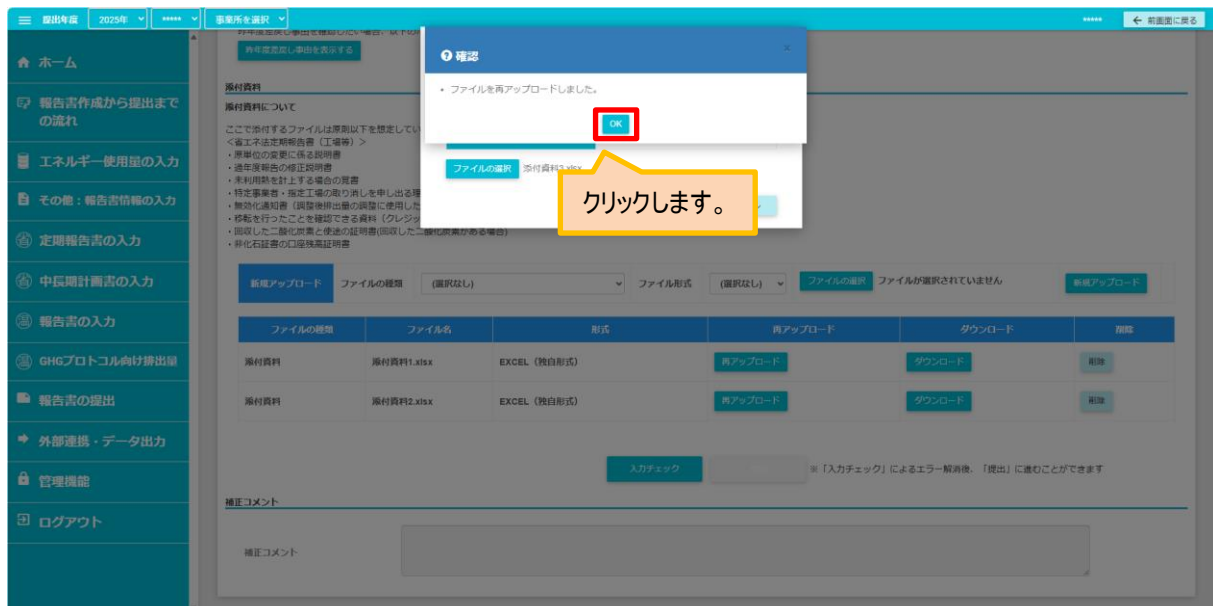 提出年度 2025年 ***** 事業所を選択 ***** ← 前画面に戻る
ホーム
報告書作成から提出まで
の流れ
エネルギー使用量の入力
その他：報告書情報の入力
定期報告書の入力
中長期計画書の入力
報告書の入力
GHGプロトコル向け排出量
報告書の提出
外部連携・データ出力
管理機能
ログアウト
昨年度差戻し事由を表示する
確認 ×
・ ファイルを再アップロードしました。
OK
クリックします。
ファイルの選択 添付資料3.xlsx
添付資料
添付資料について
ここで添付するファイルは原則以下を想定してい
＜省エネ法定期報告書（工場等）＞
・原単位の変更に係る説明書
・過年度報告の修正説明書
・未利用熱を計上する場合の覚書
・特定事業者・指定工場の取り消しを申し出る理
・無効化通知書（調整後排出量の調整に使用した
・移転を行ったことを確認できる資料（クレジッ
・回収した二酸化炭素と使途の証明書(回収した二酸化炭素がある場合)
・非化石証書の口座残高証明書
新規アップロード ファイルの種類 (選択なし) ファイル形式 (選択なし) ファイルの選択 ファイルが選択されていません 新規アップロード
ファイルの種類 ファイル名 形式 再アップロード ダウンロード 削除
添付資料 添付資料1.xlsx EXCEL（独自形式） 再アップロード ダウンロード 削除
添付資料 添付資料2.xlsx EXCEL（独自形式） 再アップロード ダウンロード 削除
入力チェック ※「入力チェック」によるエラー解消後、「提出」に進むことができます
補正コメント
補正コメント